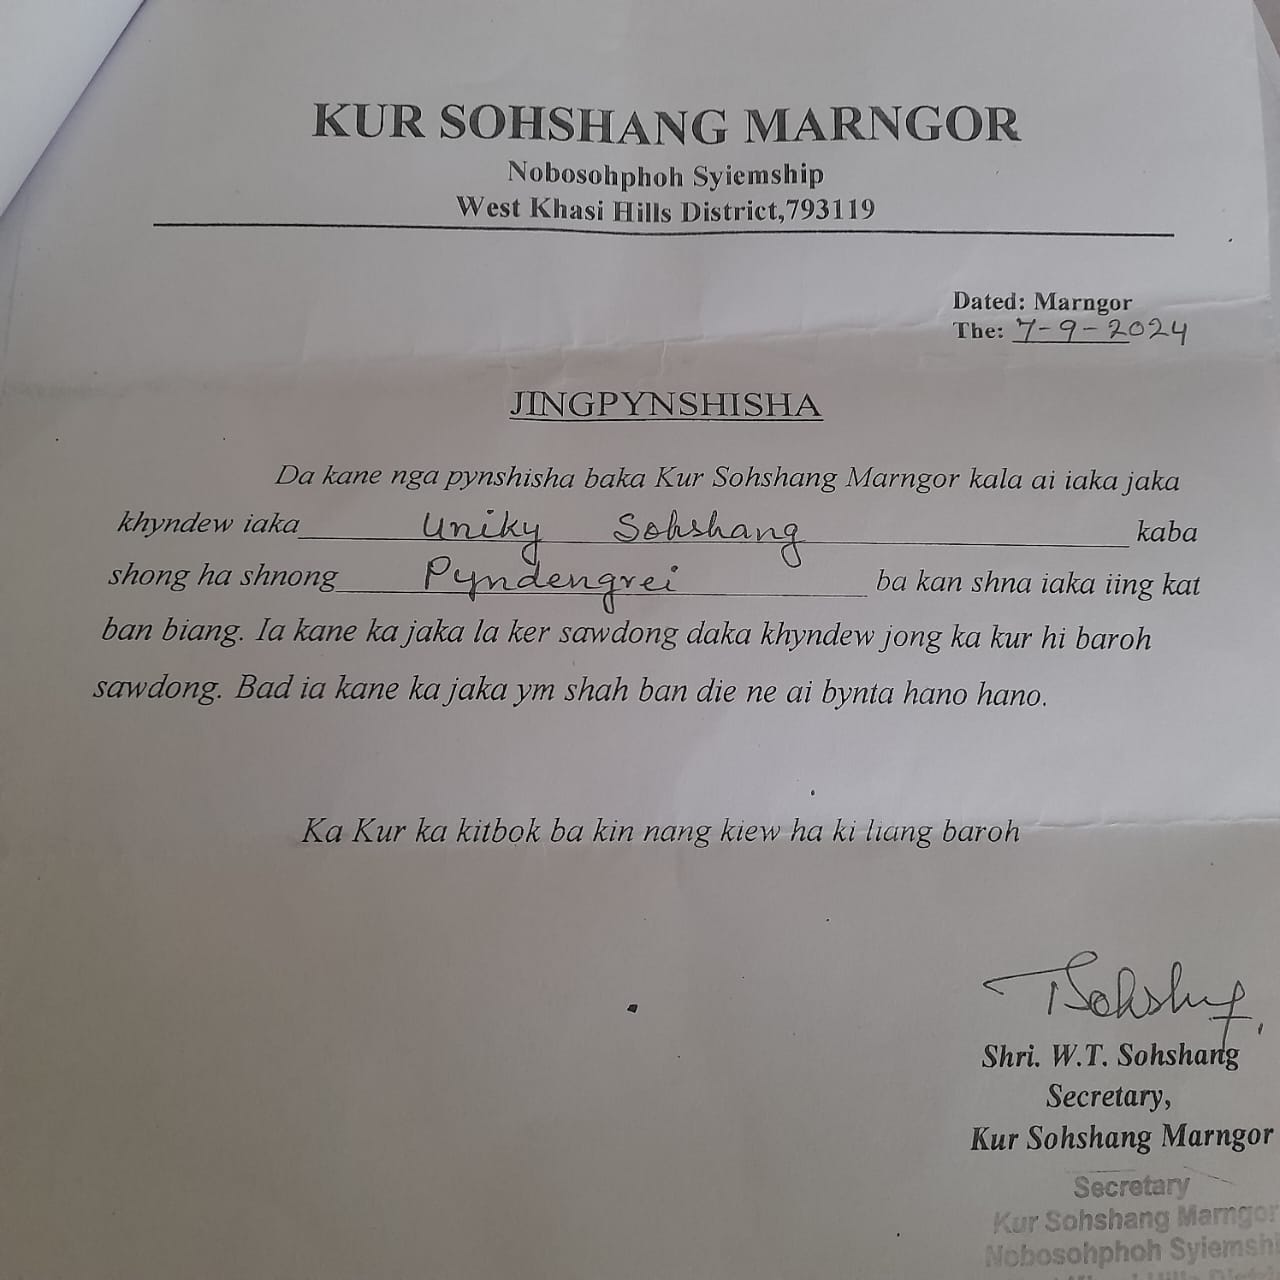 KUR SOHSHANG MARNGOR
Nobosohphoh Syiemship
West Khasi Hills District,793119
Dated: Marngor
The: 7-9-2024
JINGPYNSHISHA
Da kane nga pynshisha baka Kur Sohshang Marngor kala ai iaka jaka
khyndew iaka Uniky Sohshang kaba
shong ha shnong Pyndengrei ba kan shna iaka iing kat
ban biang. Ia kane ka jaka la ker sawdong daka khyndew jong ka kur hi baroh
sawdong. Bad ia kane ka jaka ym shah ban die ne ai bynta hano hano.
Ka Kur ka kitbok ba kin nang kiew ha ki liang baroh
Shri. W.T. Sohshang
Secretary,
Kur Sohshang Marngor
Secretary
Kur Sohshang Marngor
Nobosohphoh Syiemshi